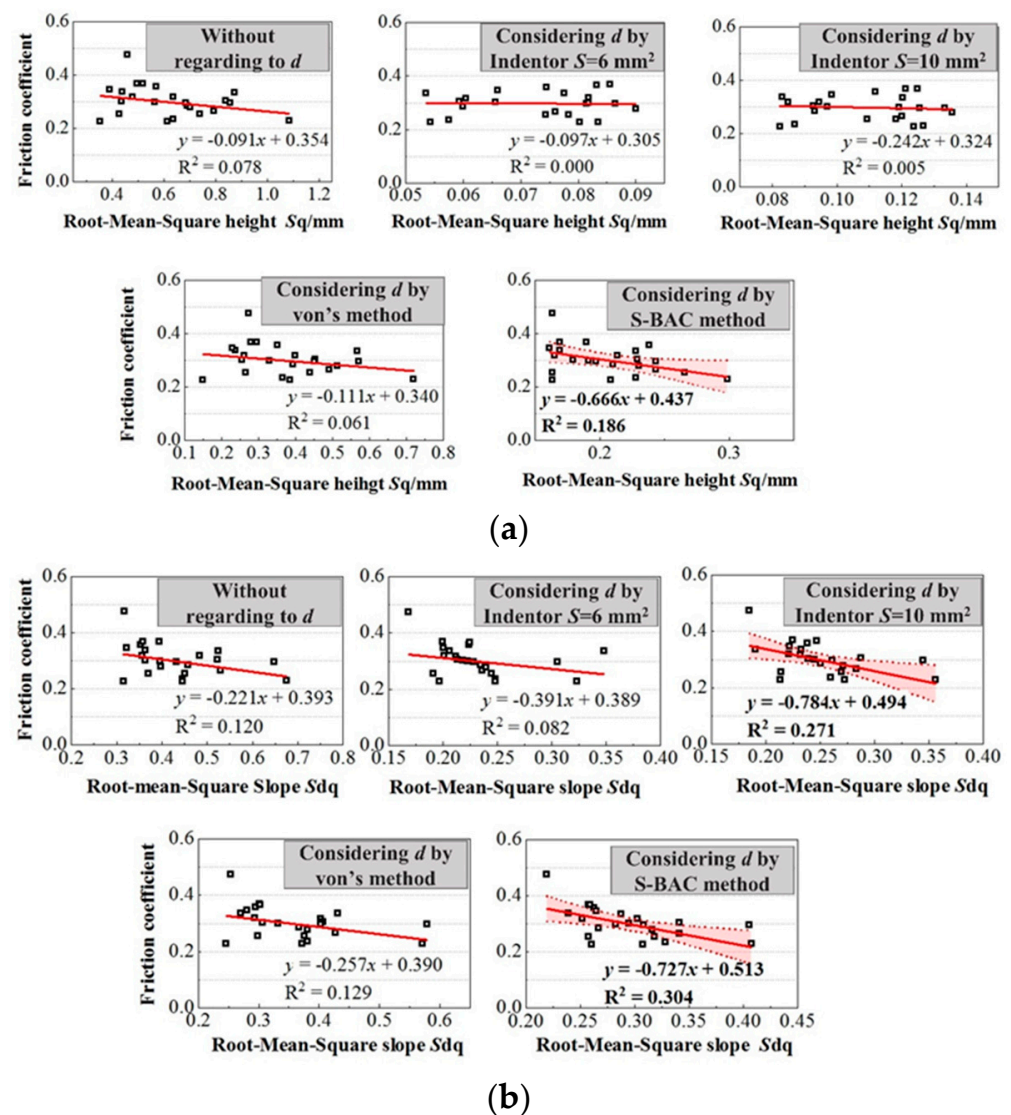 Without
regarding to d
y = -0.091x + 0.354
R² = 0.078
Friction coefficient
0.6
0.4
0.2
0.0
0.4 0.6 0.8 1.0 1.2
Root-Mean-Square height Sq/mm
Considering d by
Indentor S=6 mm²
y = -0.097x + 0.305
R² = 0.000
0.6
0.4
0.2
0.0
0.05 0.06 0.07 0.08 0.09
Root-Mean-Square height Sq/mm
Considering d by
Indentor S=10 mm²
y = -0.242x + 0.324
R² = 0.005
0.6
0.4
0.2
0.0
0.08 0.10 0.12 0.14
Root-Mean-Square height Sq/mm
Considering d by
von's method
y = -0.111x + 0.340
R² = 0.061
Friction coefficient
0.6
0.4
0.2
0.0
0.1 0.2 0.3 0.4 0.5 0.6 0.7 0.8
Root-Mean-Square heihgt Sq/mm
Considering d by
S-BAC method
y = -0.666x + 0.437
R² = 0.186
0.6
0.4
0.2
0.0
0.2 0.3
Root-Mean-Square height Sq/mm
(a)
Without
regarding to d
y = -0.221x + 0.393
R² = 0.120
Friction coefficient
0.6
0.4
0.2
0.0
0.2 0.3 0.4 0.5 0.6 0.7 0.8
Root-mean-Square Slope Sdq
Considering d by
Indentor S=6 mm²
y = -0.391x + 0.389
R² = 0.082
0.6
0.4
0.2
0.0
0.15 0.20 0.25 0.30 0.35 0.40
Root-Mean-Square slope Sdq
Considering d by
Indentor S=10 mm²
y = -0.784x + 0.494
R² = 0.271
0.6
0.4
0.2
0.0
0.15 0.20 0.25 0.30 0.35 0.40
Root-Mean-Square slope Sdq
Considering d by
von's method
y = -0.257x + 0.390
R² = 0.129
Friction coefficient
0.6
0.4
0.2
0.0
0.2 0.3 0.4 0.5 0.6 0.7
Root-Mean-Square slope Sdq
Considering d by
S-BAC method
y = -0.727x + 0.513
R² = 0.304
0.6
0.4
0.2
0.0
0.20 0.25 0.30 0.35 0.40 0.45
Root-Mean-Square slope Sdq
(b)